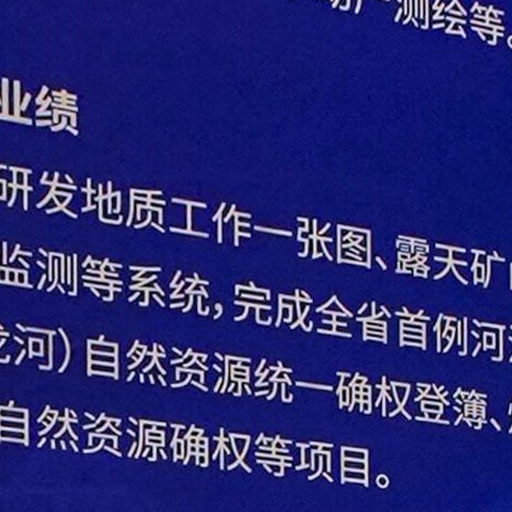 测绘等。
业绩
研发地质工作一张图、露天矿
监测等系统，完成全省首例河
龙河）自然资源统一确权登簿、
自然资源确权等项目。